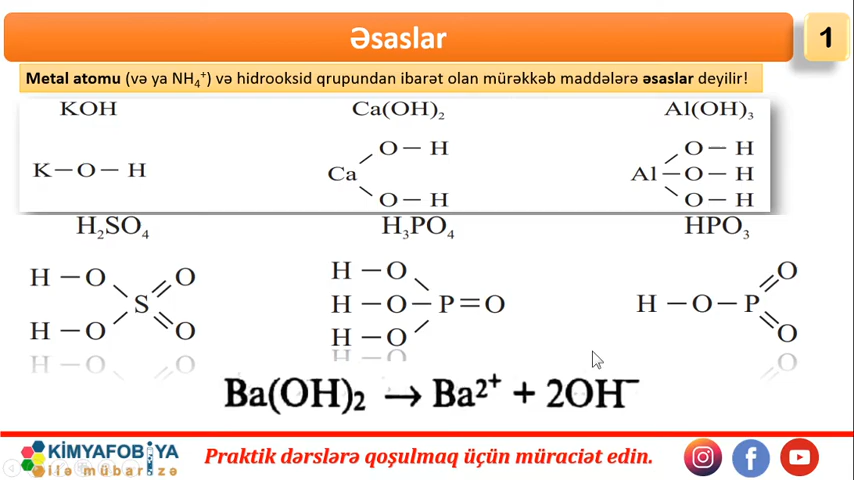 Əsaslar
1
Metal atomu (və ya NH₄⁺) və hidrooksid qrupundan ibarət olan mürəkkəb maddələrə əsaslar deyilir!
KOH Ca(OH)₂ Al(OH)₃
O — H O — H
K — O — H Ca Al — O — H
O — H O — H
H₂SO₄ H₃PO₄ HPO₃
H — O O H — O O
S H — O — P = O H — O — P
H — O O H — O O
Ba(OH)₂ → Ba²⁺ + 2OH⁻
KİMYAFOBİYA
ilə mübarizə
Praktik dərslərə qoşulmaq üçün müraciət edin.